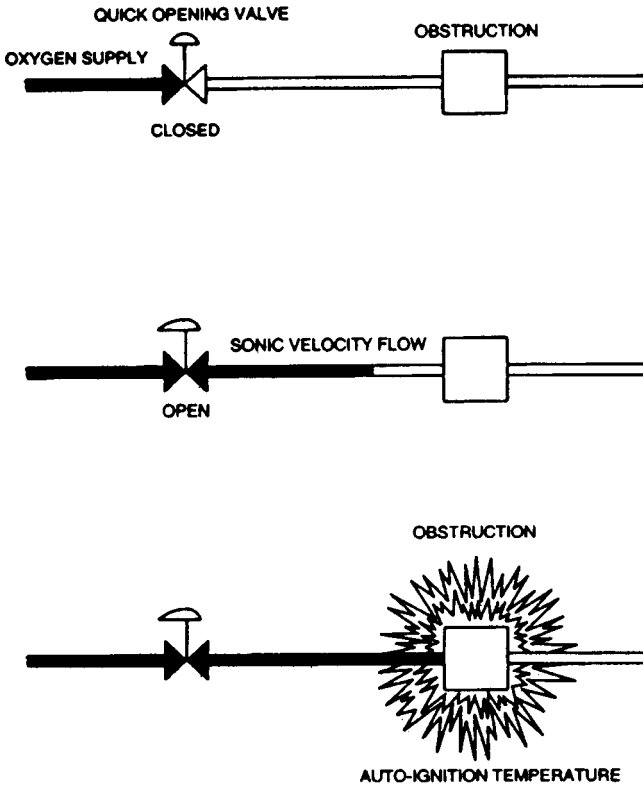 QUICK OPENING VALVE
OBSTRUCTION
OXYGEN SUPPLY
CLOSED
SONIC VELOCITY FLOW
OPEN
OBSTRUCTION
AUTO-IGNITION TEMPERATURE